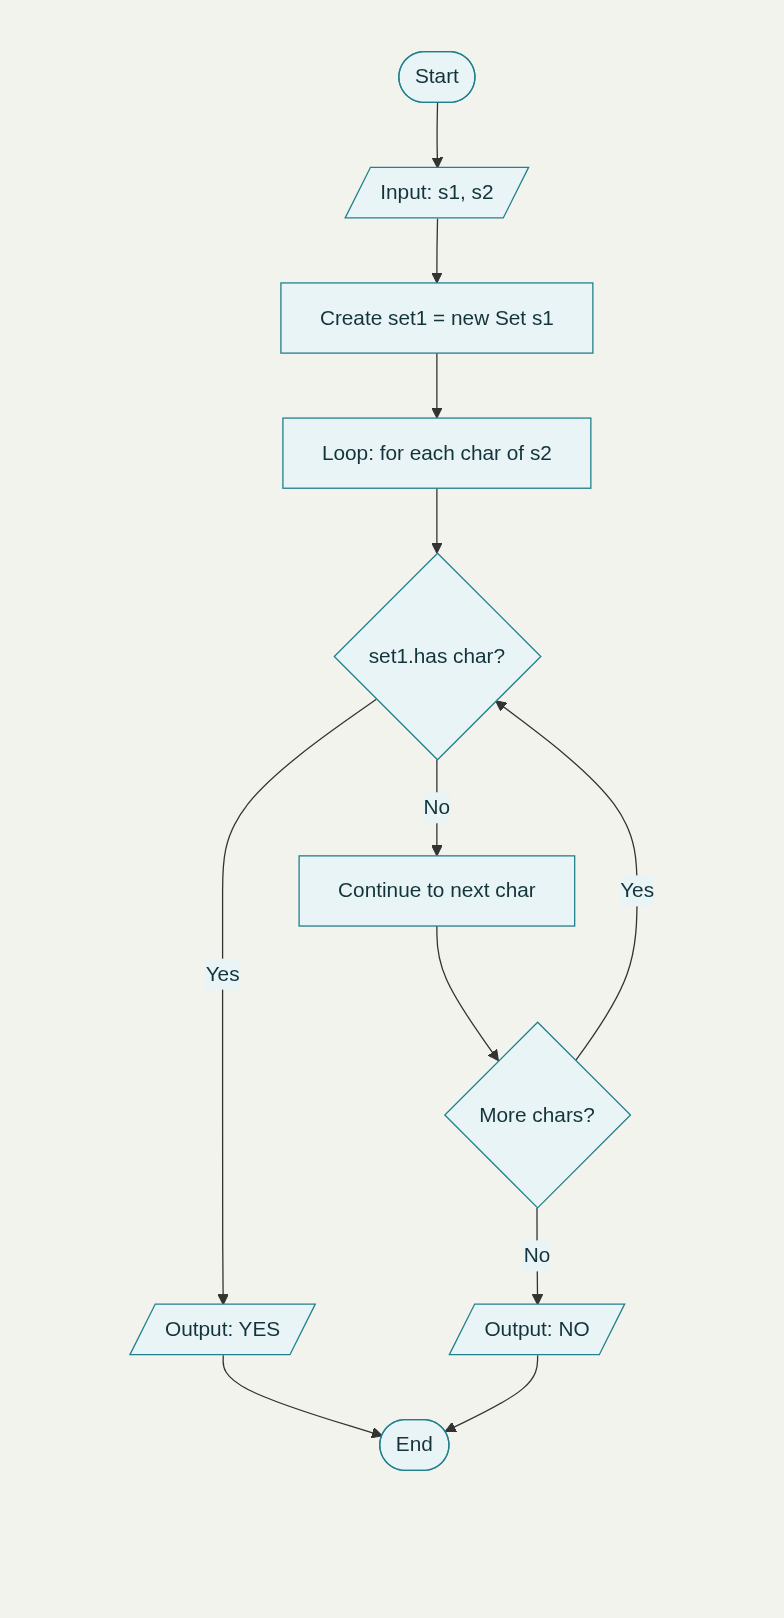 Start
Input: s1, s2
Create set1 = new Set s1
Loop: for each char of s2
set1.has char?
No
Continue to next char
Yes
Yes
More chars?
No
Output: YES
Output: NO
End